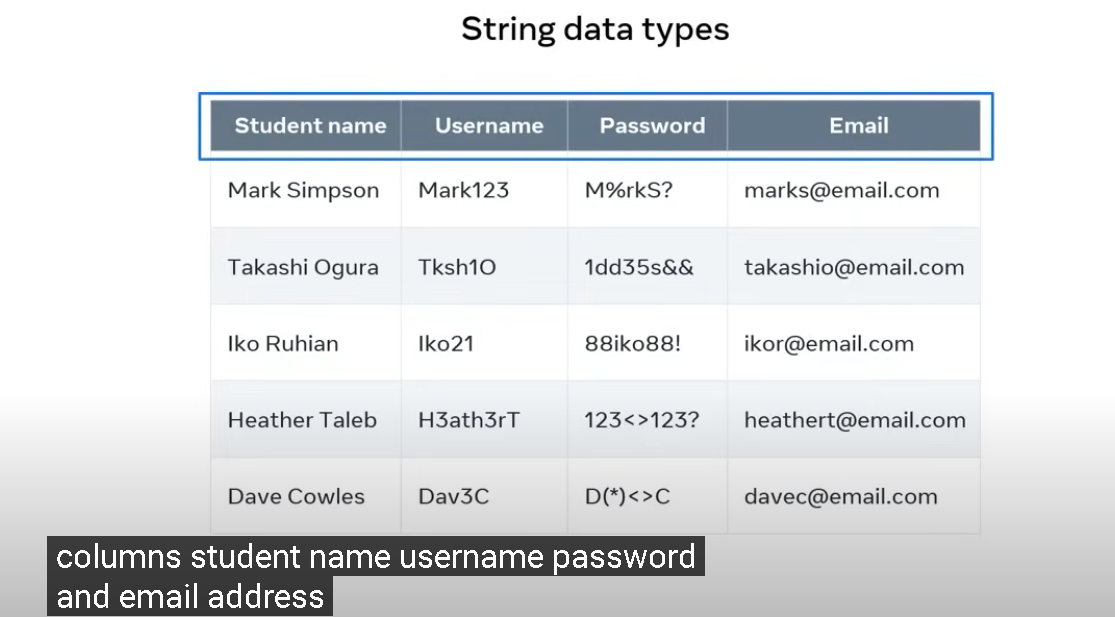 String data types
Student name Username Password Email
Mark Simpson Mark123 M%rkS? marks@email.com
Takashi Ogura Tksh1O 1dd35s&& takashio@email.com
Iko Ruhian Iko21 88iko88! ikor@email.com
Heather Taleb H3ath3rT 123<>123? heathert@email.com
Dave Cowles Dav3C D(*)<>C davec@email.com
columns student name username password
and email address